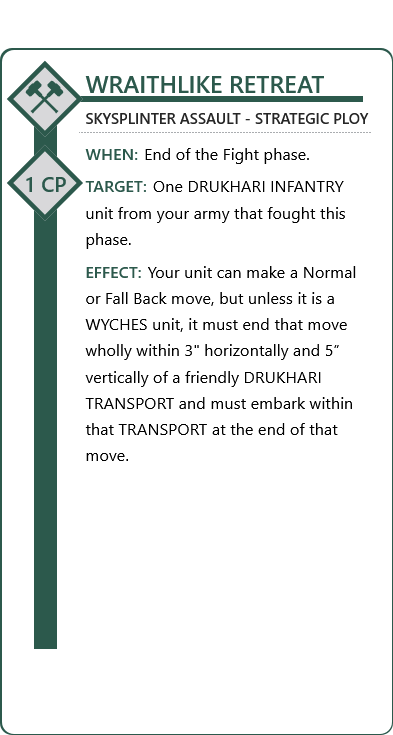 WRAITHLIKE RETREAT
SKYSPLINTER ASSAULT - STRATEGIC PLOY
1 CP
WHEN: End of the Fight phase.
TARGET: One DRUKHARI INFANTRY
unit from your army that fought this
phase.
EFFECT: Your unit can make a Normal
or Fall Back move, but unless it is a
WYCHES unit, it must end that move
wholly within 3" horizontally and 5”
vertically of a friendly DRUKHARI
TRANSPORT and must embark within
that TRANSPORT at the end of that
move.